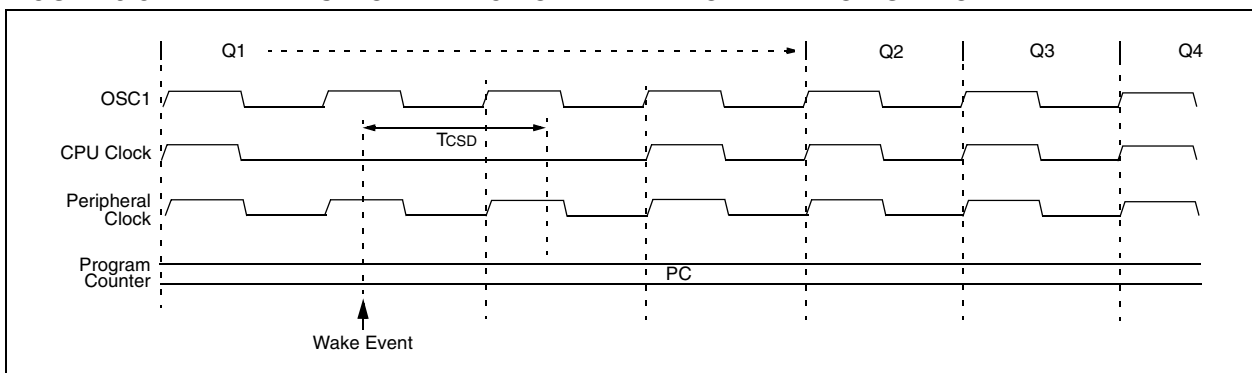 Q1 Q2 Q3 Q4
OSC1
TCSD
CPU Clock
Peripheral
Clock
Program
Counter
PC
Wake Event